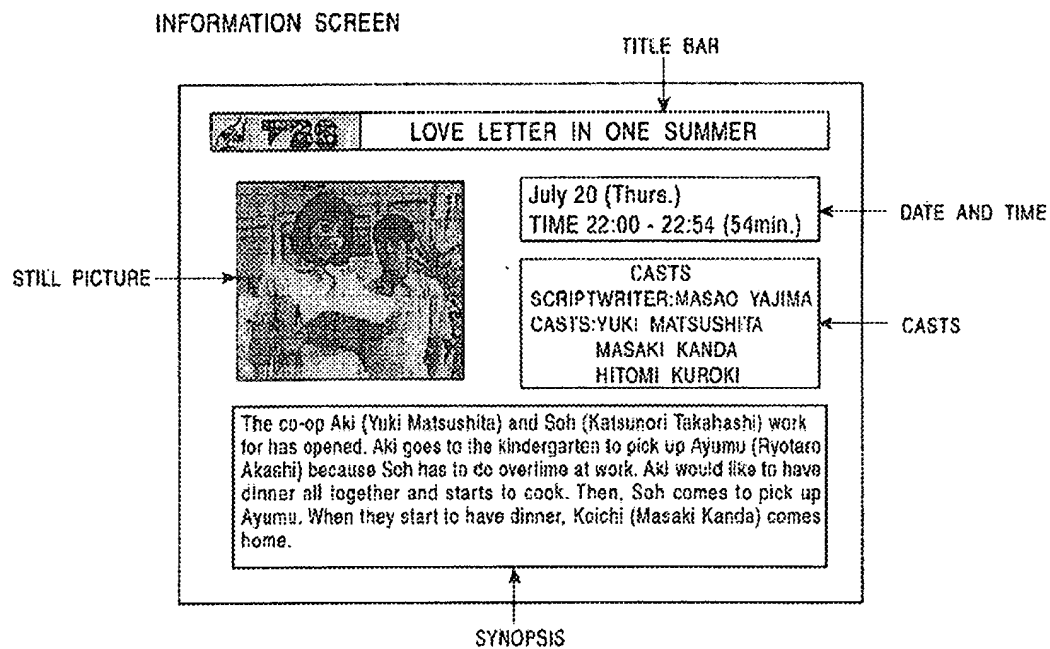 INFORMATION SCREEN
TITLE BAR
LOVE LETTER IN ONE SUMMER
July 20 (Thurs.)
TIME 22:00 - 22:54 (54min.)
DATE AND TIME
STILL PICTURE
CASTS
SCRIPTWRITER:MASAO YAJIMA
CASTS:YUKI MATSUSHITA
MASAKI KANDA
HITOMI KUROKI
CASTS
The co-op Aki (Yuki Matsushita) and Soh (Katsunori Takahashi) work
for has opened. Aki goes to the kindergarten to pick up Ayumu (Ryotaro
Akashi) because Soh has to do overtime at work. Aki would like to have
dinner all together and starts to cook. Then, Soh comes to pick up
Ayumu. When they start to have dinner, Koichi (Masaki Kanda) comes
home.
SYNOPSIS